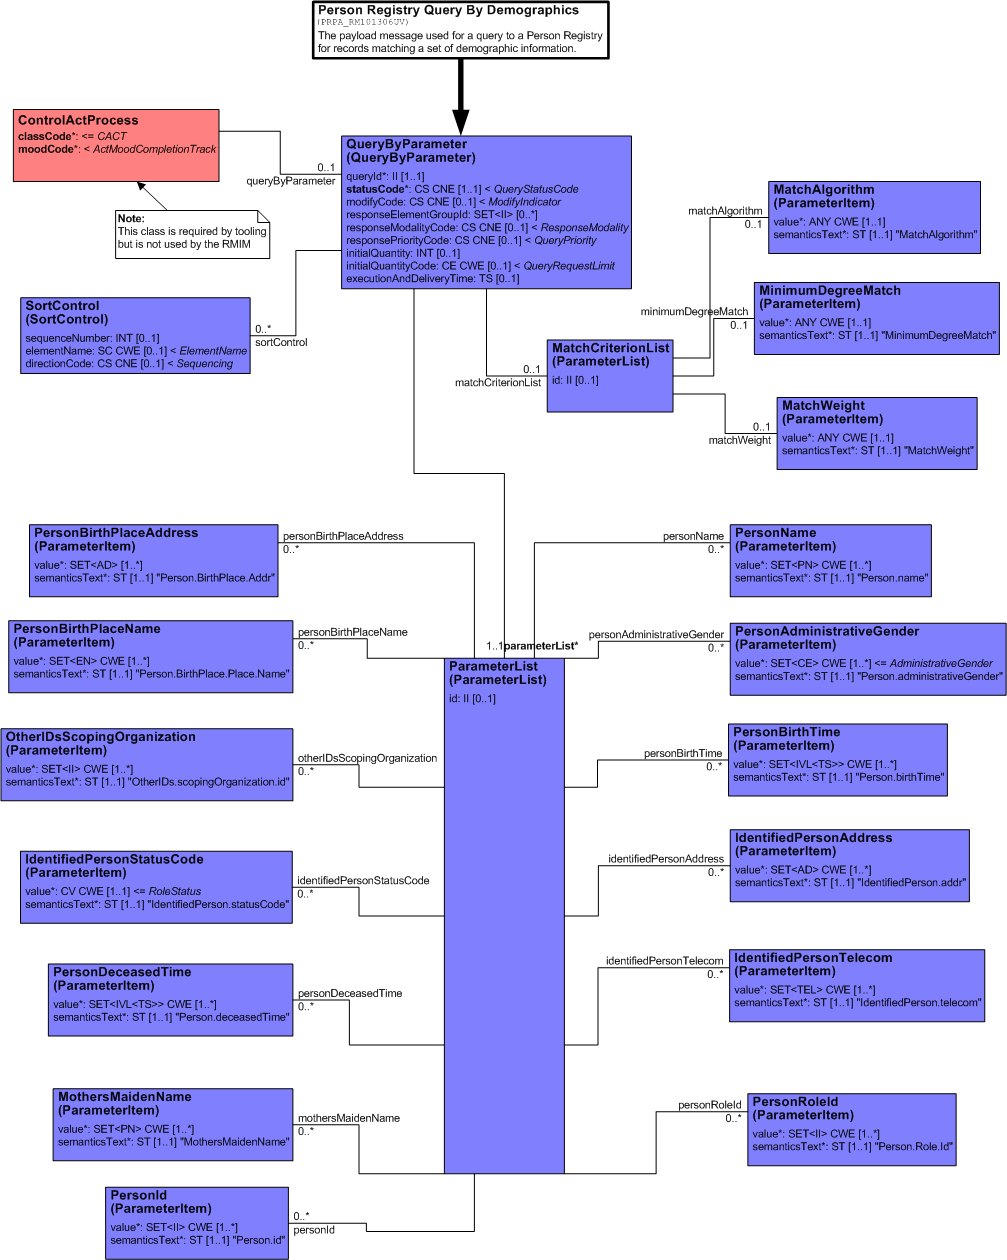 Person Registry Query By Demographics
(PRPA_RM101306UV)
The payload message used for a query to a Person Registry
for records matching a set of demographic information.
ControlActProcess
classCode*: <= CACT
moodCode*: < ActMoodCompletionTrack
0..1
queryByParameter
Note:
This class is required by tooling
but is not used by the RMIM
QueryByParameter
(QueryByParameter)
queryId*: II [1..1]
statusCode*: CS CNE [1..1] < QueryStatusCode
modifyCode: CS CNE [0..1] < ModifyIndicator
responseElementGroupId: SET<II> [0..*]
responseModalityCode: CS CNE [0..1] < ResponseModality
responsePriorityCode: CS CNE [0..1] < QueryPriority
initialQuantity: INT [0..1]
initialQuantityCode: CE CWE [0..1] < QueryRequestLimit
executionAndDeliveryTime: TS [0..1]
SortControl
(SortControl)
sequenceNumber: INT [0..1]
elementName: SC CWE [0..1] < ElementName
directionCode: CS CNE [0..1] < Sequencing
0..*
sortControl
matchAlgorithm
0..1
MatchAlgorithm
(ParameterItem)
value*: ANY CWE [1..1]
semanticsText*: ST [1..1] "MatchAlgorithm"
minimumDegreeMatch
0..1
MinimumDegreeMatch
(ParameterItem)
value*: ANY CWE [1..1]
semanticsText*: ST [1..1] "MinimumDegreeMatch"
0..1
matchCriterionList
MatchCriterionList
(ParameterList)
id: II [0..1]
0..1
matchWeight
MatchWeight
(ParameterItem)
value*: ANY CWE [1..1]
semanticsText*: ST [1..1] "MatchWeight"
PersonBirthPlaceAddress
(ParameterItem)
value*: SET<AD> [1..*]
semanticsText*: ST [1..1] "Person.BirthPlace.Addr"
personBirthPlaceAddress
0..*
personName
0..*
PersonName
(ParameterItem)
value*: SET<PN> CWE [1..*]
semanticsText*: ST [1..1] "Person.name"
PersonBirthPlaceName
(ParameterItem)
value*: SET<EN> CWE [1..*]
semanticsText*: ST [1..1] "Person.BirthPlace.Place.Name"
personBirthPlaceName
0..*
1..1 parameterList*
personAdministrativeGender
0..*
PersonAdministrativeGender
(ParameterItem)
value*: SET<CE> CWE [1..*] <= AdministrativeGender
semanticsText*: ST [1..1] "Person.administrativeGender"
ParameterList
(ParameterList)
id: II [0..1]
OtherIDsScopingOrganization
(ParameterItem)
value*: SET<II> CWE [1..*]
semanticsText*: ST [1..1] "OtherIDs.scopingOrganization.id"
otherIDsScopingOrganization
0..*
personBirthTime
0..*
PersonBirthTime
(ParameterItem)
value*: SET<IVL<TS>> CWE [1..*]
semanticsText*: ST [1..1] "Person.birthTime"
IdentifiedPersonStatusCode
(ParameterItem)
value*: CV CWE [1..1] <= RoleStatus
semanticsText*: ST [1..1] "IdentifiedPerson.statusCode"
identifiedPersonStatusCode
0..*
identifiedPersonAddress
0..*
IdentifiedPersonAddress
(ParameterItem)
value*: SET<AD> CWE [1..*]
semanticsText*: ST [1..1] "IdentifiedPerson.addr"
PersonDeceasedTime
(ParameterItem)
value*: SET<IVL<TS>> CWE [1..*]
semanticsText*: ST [1..1] "Person.deceasedTime"
personDeceasedTime
0..*
identifiedPersonTelecom
0..*
IdentifiedPersonTelecom
(ParameterItem)
value*: SET<TEL> CWE [1..*]
semanticsText*: ST [1..1] "IdentifiedPerson.telecom"
MothersMaidenName
(ParameterItem)
value*: SET<PN> CWE [1..*]
semanticsText*: ST [1..1] "MothersMaidenName"
mothersMaidenName
0..*
personRoleId
0..*
PersonRoleId
(ParameterItem)
value*: SET<II> CWE [1..*]
semanticsText*: ST [1..1] "Person.Role.Id"
PersonId
(ParameterItem)
value*: SET<II> CWE [1..*]
semanticsText*: ST [1..1] "Person.id"
0..*
personId